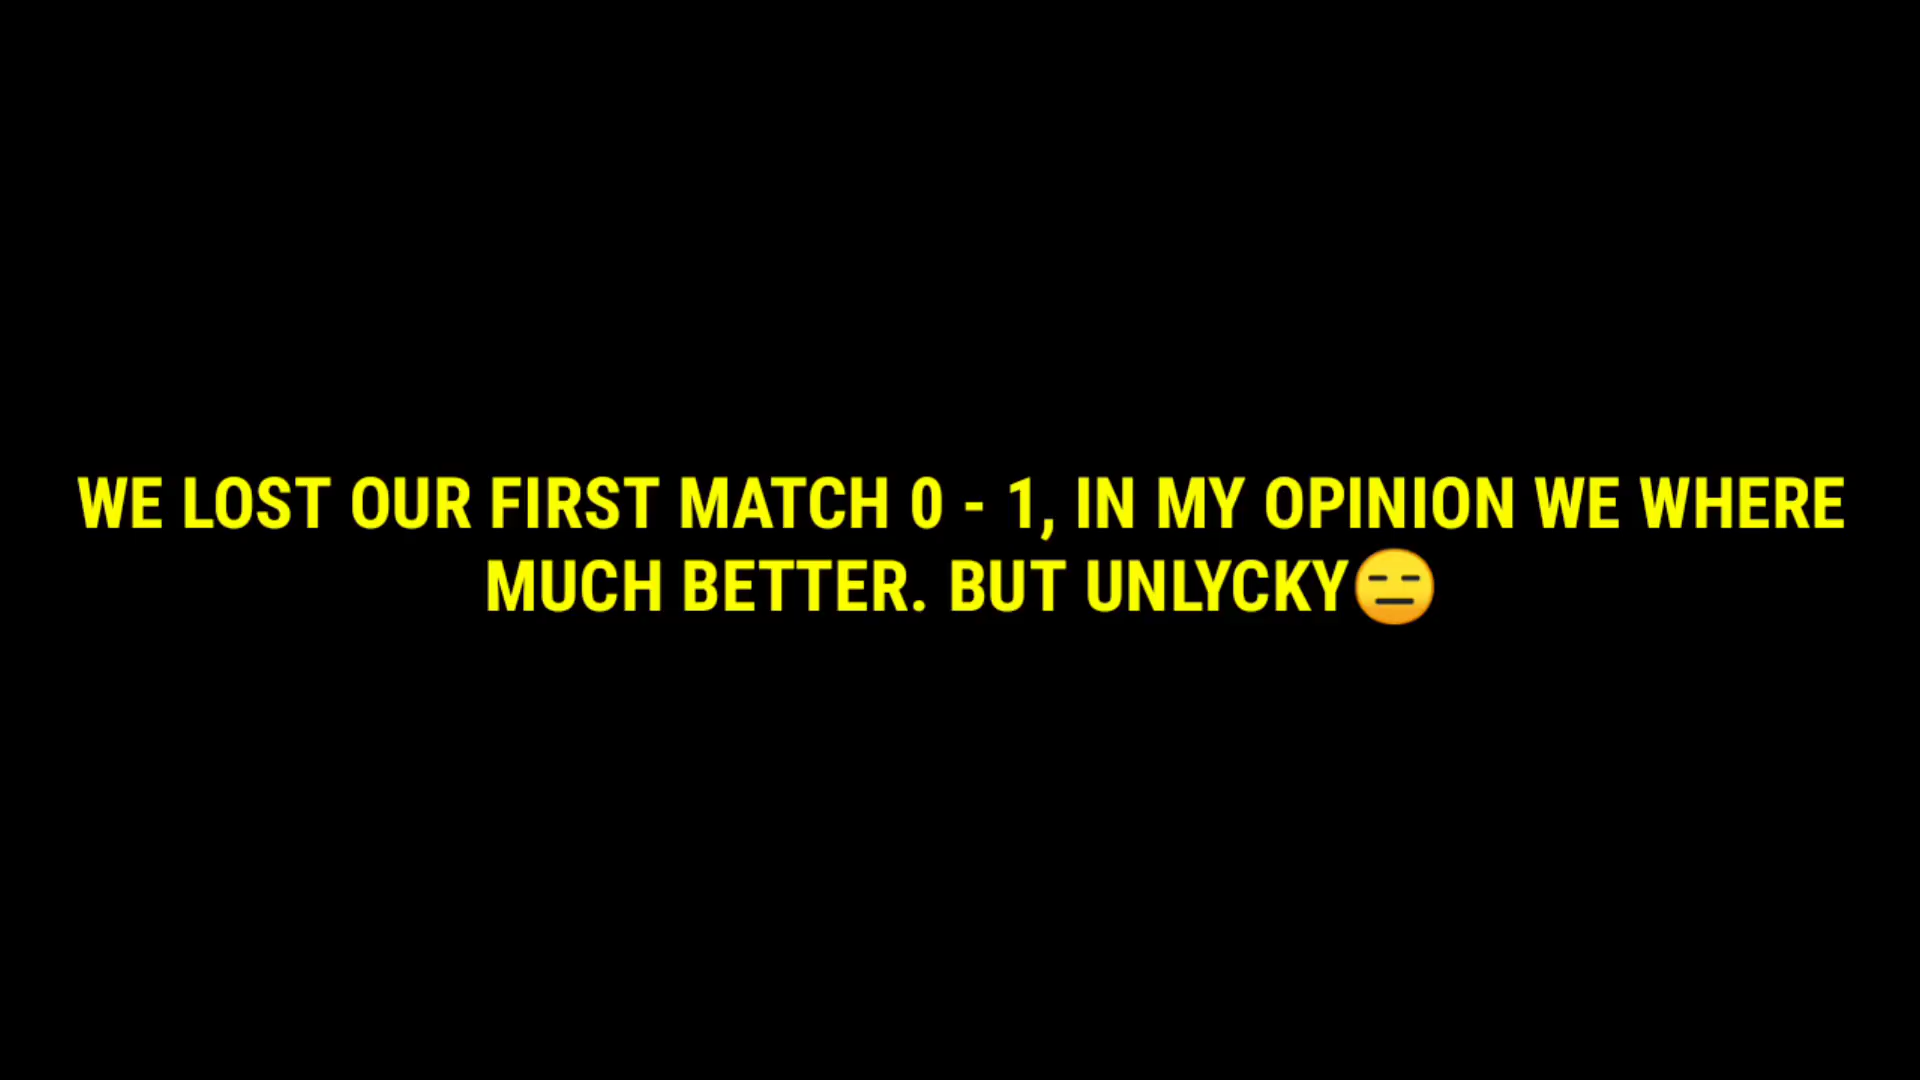 WE LOST OUR FIRST MATCH 0 - 1, IN MY OPINION WE WHERE
MUCH BETTER. BUT UNLYCKY😑